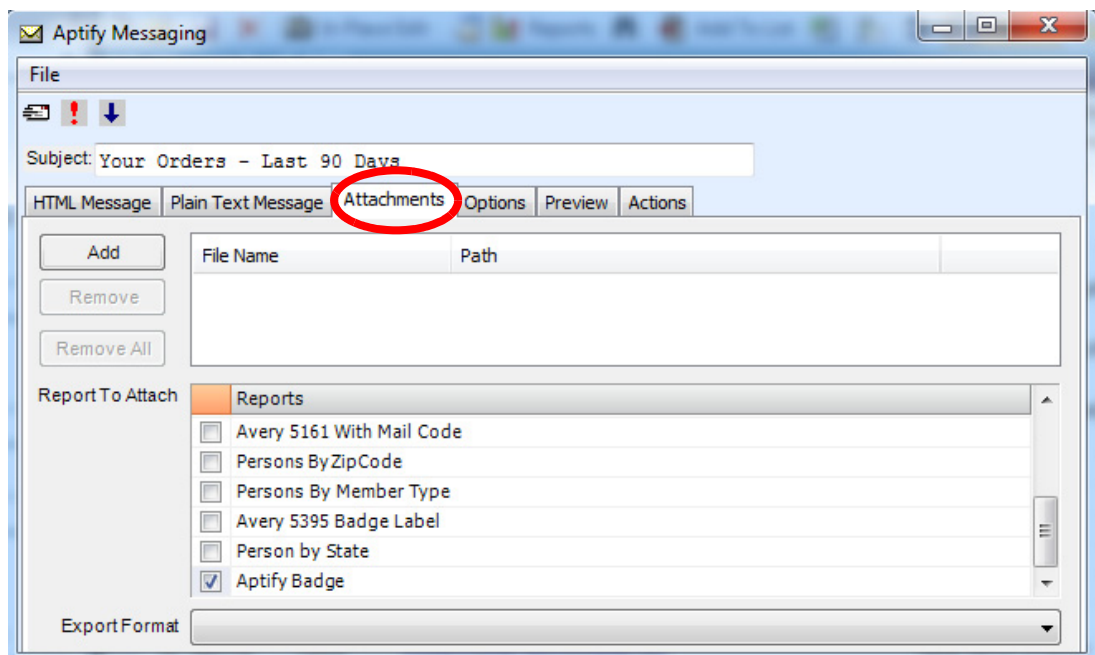 Aptify Messaging
File
Subject: Your Orders - Last 90 Days
HTML Message Plain Text Message Attachments Options Preview Actions
Add File Name Path
Remove
Remove All
Report To Attach Reports
Avery 5161 With Mail Code
Persons By ZipCode
Persons By Member Type
Avery 5395 Badge Label
Person by State
Aptify Badge
Export Format